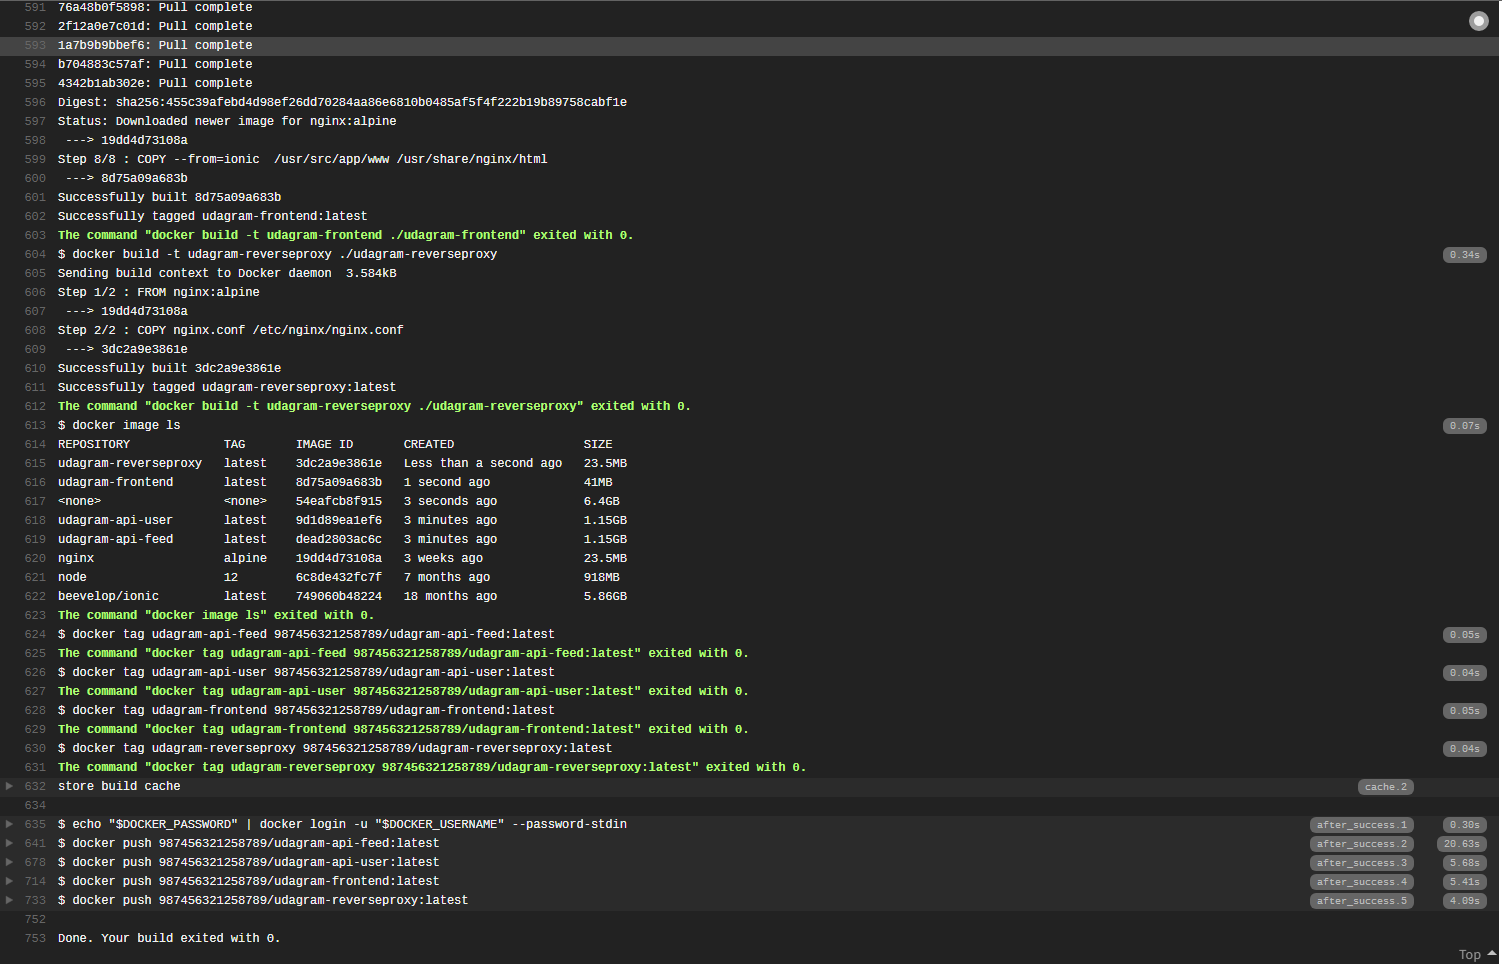 591 76a48b0f5898: Pull complete
592 2f12a0e7c01d: Pull complete
593 1a7b9b9bbef6: Pull complete
594 b704883c57af: Pull complete
595 4342b1ab302e: Pull complete
596 Digest: sha256:455c39afebd4d98ef26dd70284aa86e6810b0485af5f4f222b19b89758cabf1e
597 Status: Downloaded newer image for nginx:alpine
598  ---> 19dd4d73108a
599 Step 8/8 : COPY --from=ionic  /usr/src/app/www /usr/share/nginx/html
600  ---> 8d75a09a683b
601 Successfully built 8d75a09a683b
602 Successfully tagged udagram-frontend:latest
603 The command "docker build -t udagram-frontend ./udagram-frontend" exited with 0.
604 $ docker build -t udagram-reverseproxy ./udagram-reverseproxy 0.34s
605 Sending build context to Docker daemon  3.584kB
606 Step 1/2 : FROM nginx:alpine
607  ---> 19dd4d73108a
608 Step 2/2 : COPY nginx.conf /etc/nginx/nginx.conf
609  ---> 3dc2a9e3861e
610 Successfully built 3dc2a9e3861e
611 Successfully tagged udagram-reverseproxy:latest
612 The command "docker build -t udagram-reverseproxy ./udagram-reverseproxy" exited with 0.
613 $ docker image ls 0.07s
614 REPOSITORY TAG IMAGE ID CREATED SIZE
615 udagram-reverseproxy latest 3dc2a9e3861e Less than a second ago 23.5MB
616 udagram-frontend latest 8d75a09a683b 1 second ago 41MB
617 <none> <none> 54eafcb8f915 3 seconds ago 6.4GB
618 udagram-api-user latest 9d1d89ea1ef6 3 minutes ago 1.15GB
619 udagram-api-feed latest dead2803ac6c 3 minutes ago 1.15GB
620 nginx alpine 19dd4d73108a 3 weeks ago 23.5MB
621 node 12 6c8de432fc7f 7 months ago 918MB
622 beevelop/ionic latest 749060b48224 18 months ago 5.86GB
623 The command "docker image ls" exited with 0.
624 $ docker tag udagram-api-feed 987456321258789/udagram-api-feed:latest 0.05s
625 The command "docker tag udagram-api-feed 987456321258789/udagram-api-feed:latest" exited with 0.
626 $ docker tag udagram-api-user 987456321258789/udagram-api-user:latest 0.04s
627 The command "docker tag udagram-api-user 987456321258789/udagram-api-user:latest" exited with 0.
628 $ docker tag udagram-frontend 987456321258789/udagram-frontend:latest 0.05s
629 The command "docker tag udagram-frontend 987456321258789/udagram-frontend:latest" exited with 0.
630 $ docker tag udagram-reverseproxy 987456321258789/udagram-reverseproxy:latest 0.04s
631 The command "docker tag udagram-reverseproxy 987456321258789/udagram-reverseproxy:latest" exited with 0.
632 store build cache cache.2
634
635 $ echo "$DOCKER_PASSWORD" | docker login -u "$DOCKER_USERNAME" --password-stdin after_success.1 0.30s
641 $ docker push 987456321258789/udagram-api-feed:latest after_success.2 20.63s
678 $ docker push 987456321258789/udagram-api-user:latest after_success.3 5.68s
714 $ docker push 987456321258789/udagram-frontend:latest after_success.4 5.41s
733 $ docker push 987456321258789/udagram-reverseproxy:latest after_success.5 4.09s
752
753 Done. Your build exited with 0.
Top